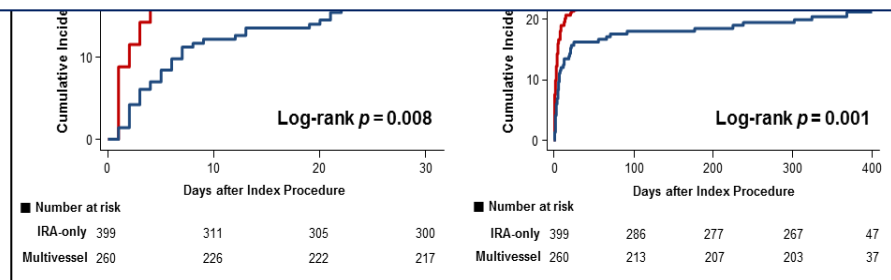 Cumulative Incide
10
0
Log-rank p = 0.008
0 10 20 30
Days after Index Procedure
Number at risk
IRA-only 399 311 305 300
Multivessel 260 226 222 217
Cumulative Incide
20
10
0
Log-rank p = 0.001
0 100 200 300 400
Days after Index Procedure
Number at risk
IRA-only 399 286 277 267 47
Multivessel 260 213 207 203 37